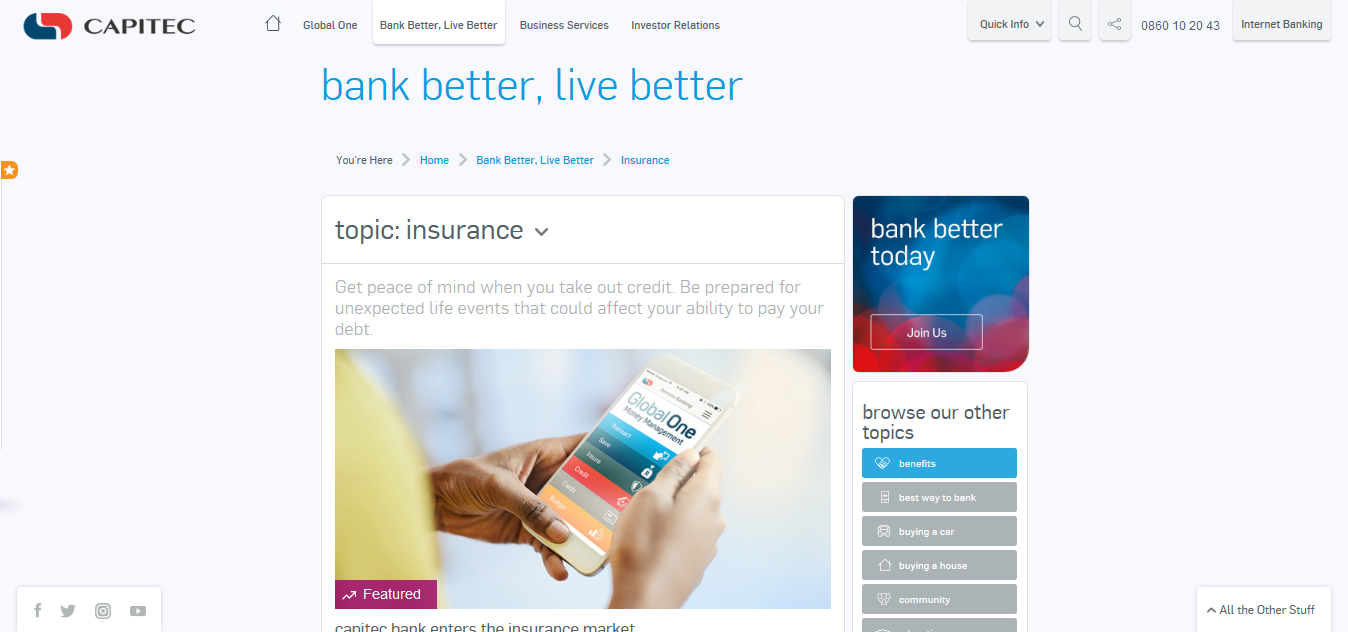 CAPITEC
Global One
Bank Better, Live Better
Business Services
Investor Relations
Quick Info
0860 10 20 43
Internet Banking
bank better, live better
You're Here
Home
Bank Better, Live Better
Insurance
topic: insurance
Get peace of mind when you take out credit. Be prepared for
unexpected life events that could affect your ability to pay your
debt.
GlobalOne
Money Management
Transact
Save
Insure
Credit
Cards
Budget
Featured
capitec bank enters the insurance market
bank better
today
Join Us
browse our other
topics
benefits
best way to bank
buying a car
buying a house
community
All the Other Stuff